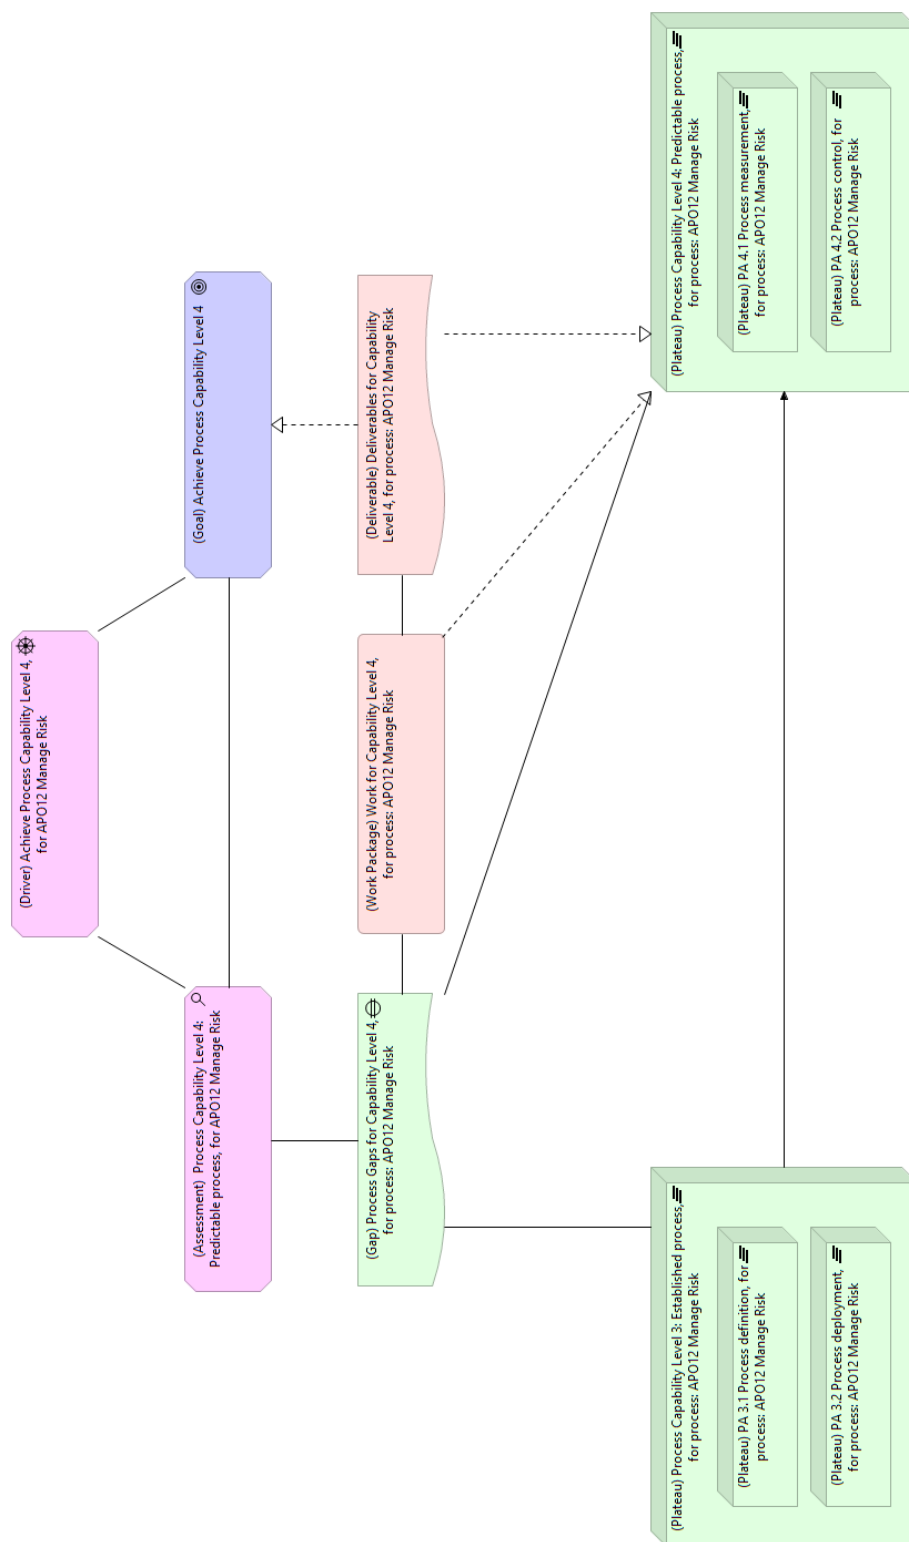 (Driver) Achieve Process Capability Level 4,
for APO12 Manage Risk
(Assessment)  Process Capability Level 4:
Predictable process, for APO12 Manage Risk
(Goal) Achieve Process Capability Level 4
(Gap) Process Gaps for Capability Level 4,
for process: APO12 Manage Risk
(Work Package) Work for Capability Level 4,
for process: APO12 Manage Risk
(Deliverable) Deliverables for Capability
Level 4, for process: APO12 Manage Risk
(Plateau) Process Capability Level 3: Established process,
for process: APO12 Manage Risk
(Plateau) PA 3.1 Process definition, for
process: APO12 Manage Risk
(Plateau) PA 3.2 Process deployment,
for process: APO12 Manage Risk
(Plateau) Process Capability Level 4: Predictable process,
for process: APO12 Manage Risk
(Plateau) PA 4.1 Process measurement,
for process: APO12 Manage Risk
(Plateau) PA 4.2 Process control, for
process: APO12 Manage Risk